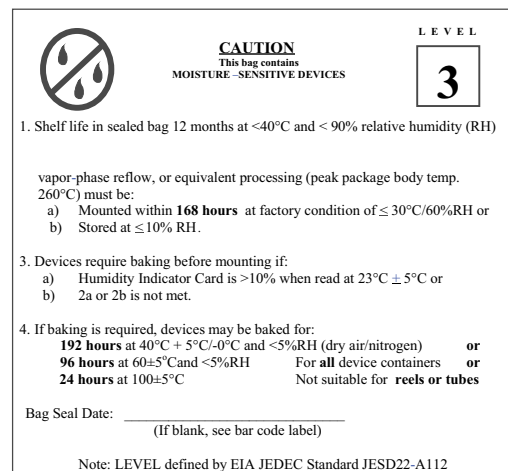 LEVEL
3
CAUTION
This bag contains
MOISTURE –SENSITIVE DEVICES
1. Shelf life in sealed bag 12 months at <40°C and < 90% relative humidity (RH)
vapor-phase reflow, or equivalent processing (peak package body temp.
260°C) must be:
a) Mounted within 168 hours at factory condition of ≤ 30°C/60%RH or
b) Stored at ≤10% RH.
3. Devices require baking before mounting if:
a) Humidity Indicator Card is >10% when read at 23°C ± 5°C or
b) 2a or 2b is not met.
4. If baking is required, devices may be baked for:
192 hours at 40°C + 5°C/-0°C and <5%RH (dry air/nitrogen) or
96 hours at 60±5°Cand <5%RH For all device containers or
24 hours at 100±5°C Not suitable for reels or tubes
Bag Seal Date: ______________________________
(If blank, see bar code label)
Note: LEVEL defined by EIA JEDEC Standard JESD22-A112